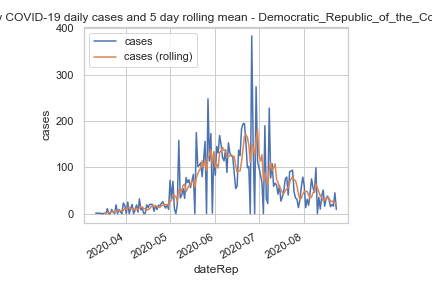 COVID-19 daily cases and 5 day rolling mean - Democratic_Republic_of_the_Co
400
cases
cases (rolling)
300
200
100
0
cases
2020-04
2020-05
2020-06
2020-07
2020-08
dateRep